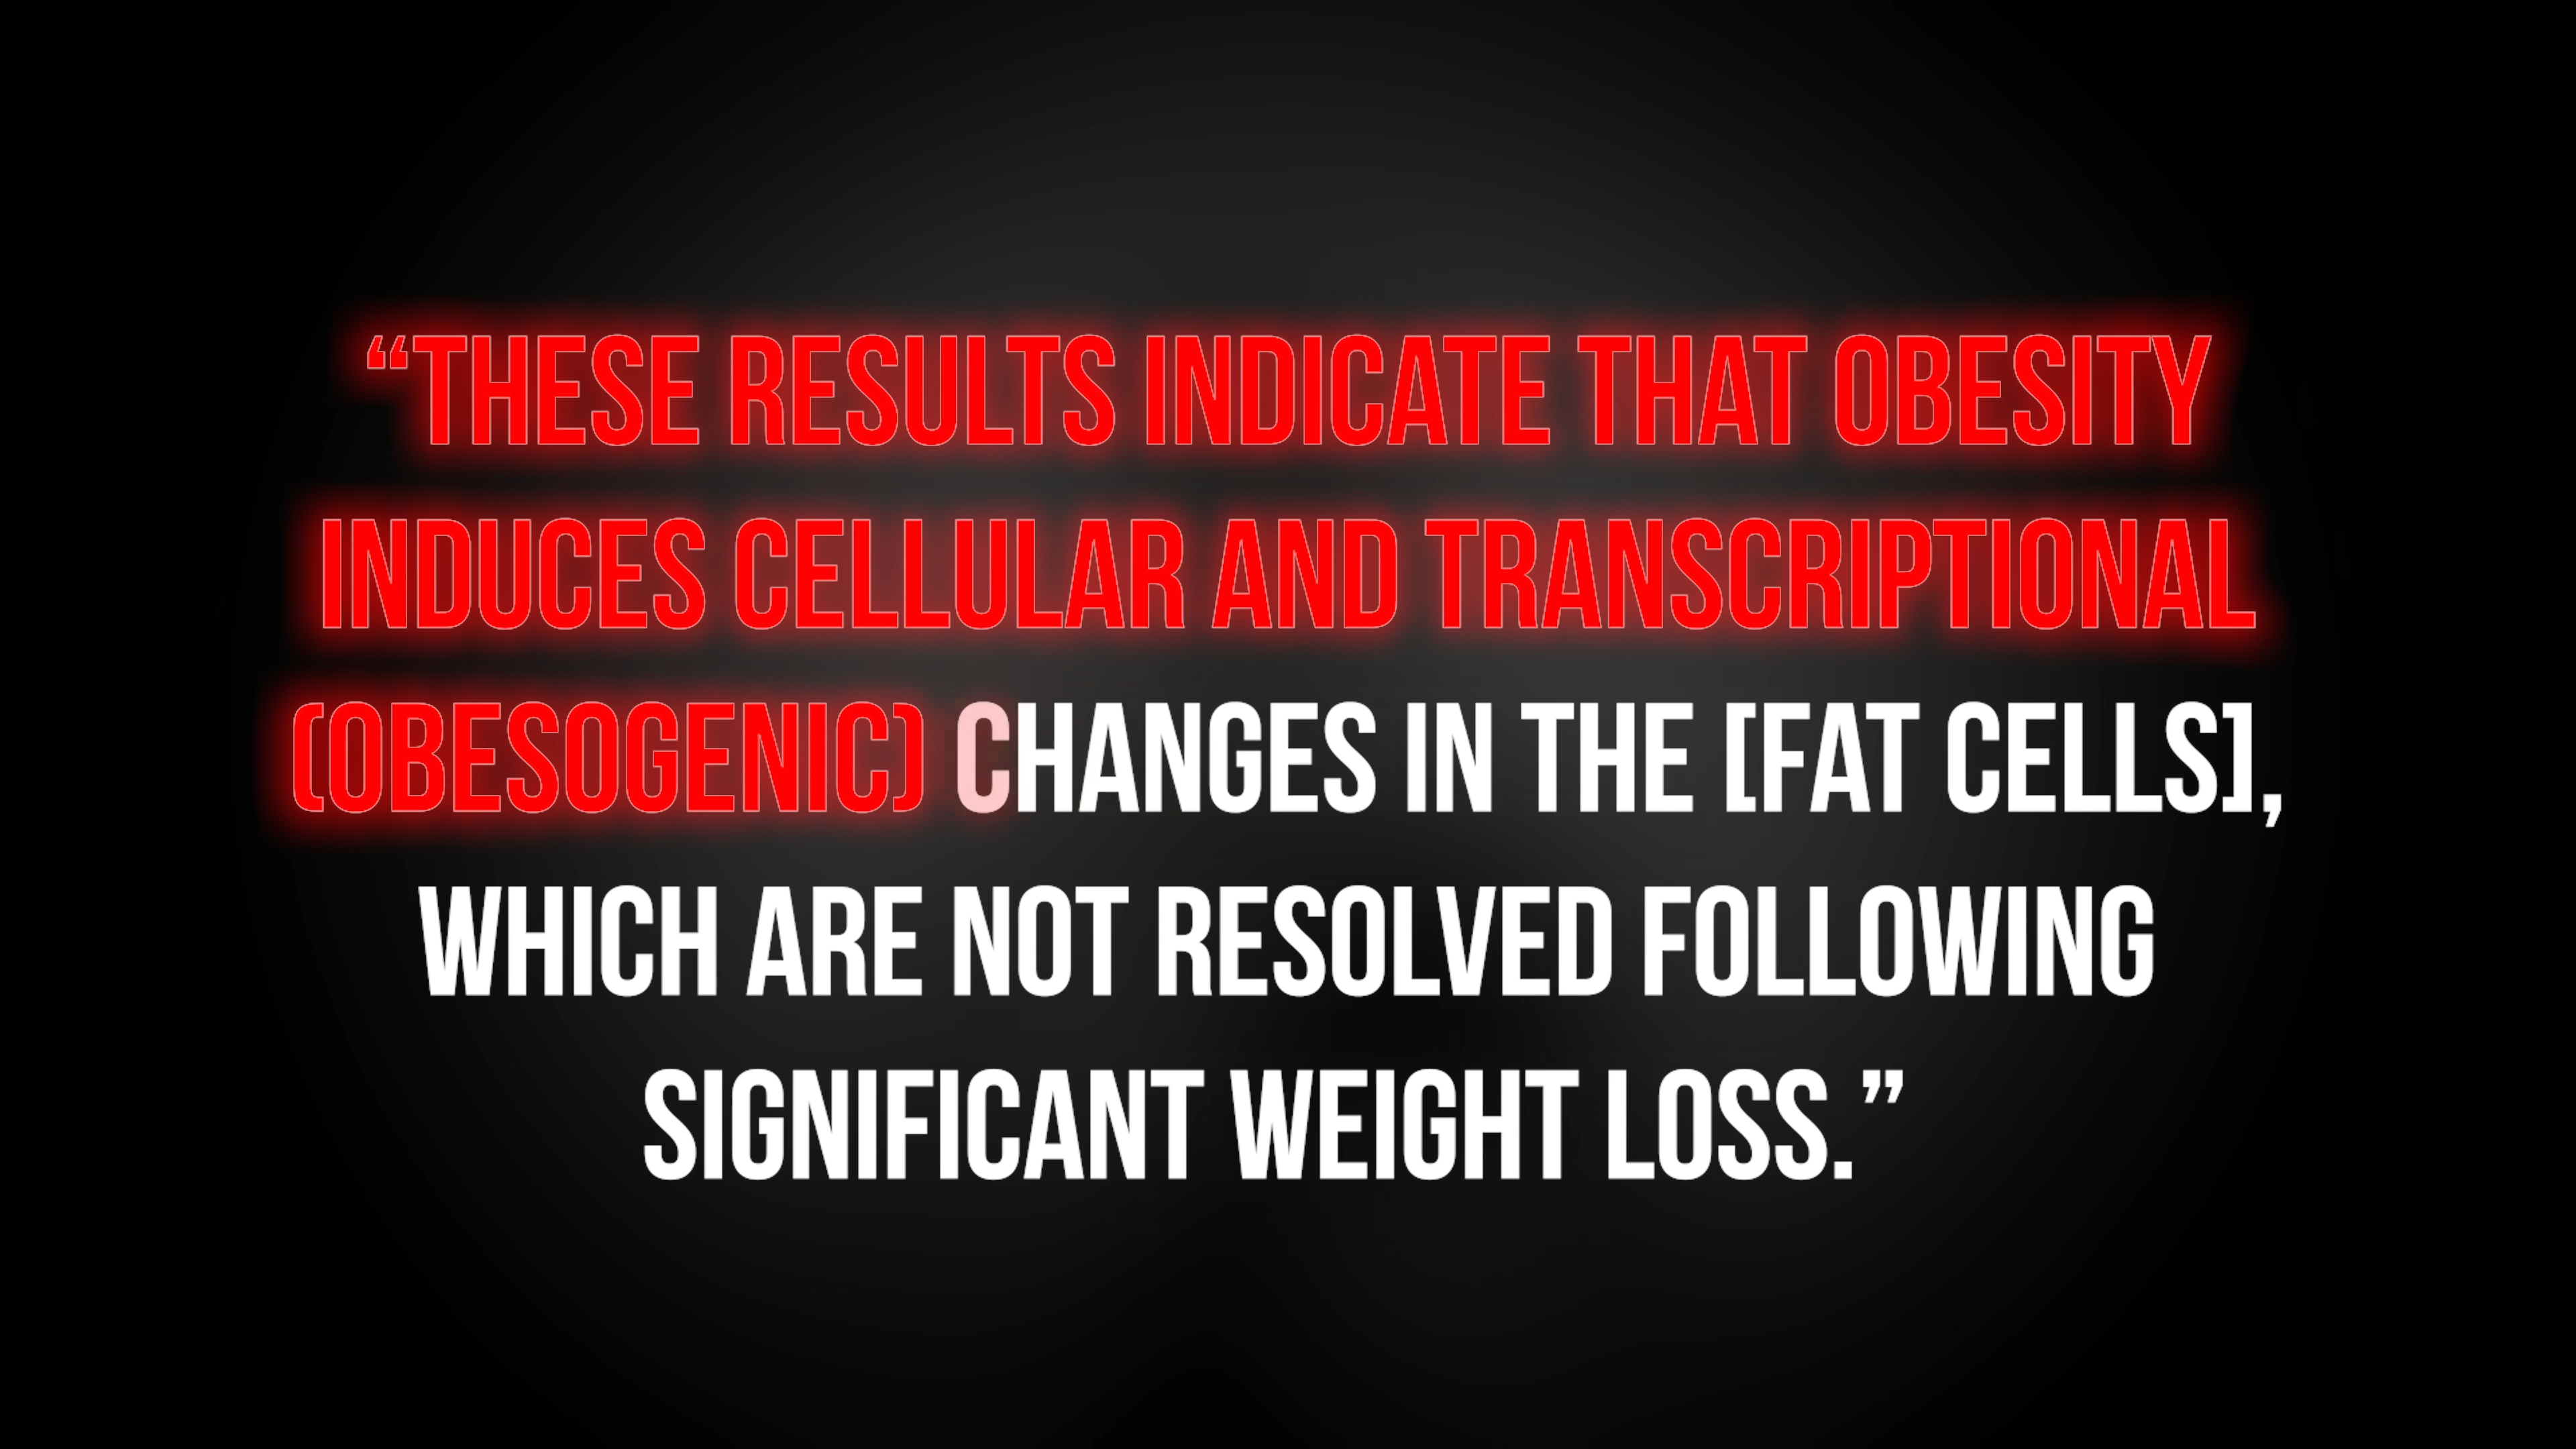 “THESE RESULTS INDICATE THAT OBESITY
INDUCES CELLULAR AND TRANSCRIPTIONAL
(OBESOGENIC) CHANGES IN THE [FAT CELLS],
WHICH ARE NOT RESOLVED FOLLOWING
SIGNIFICANT WEIGHT LOSS.”